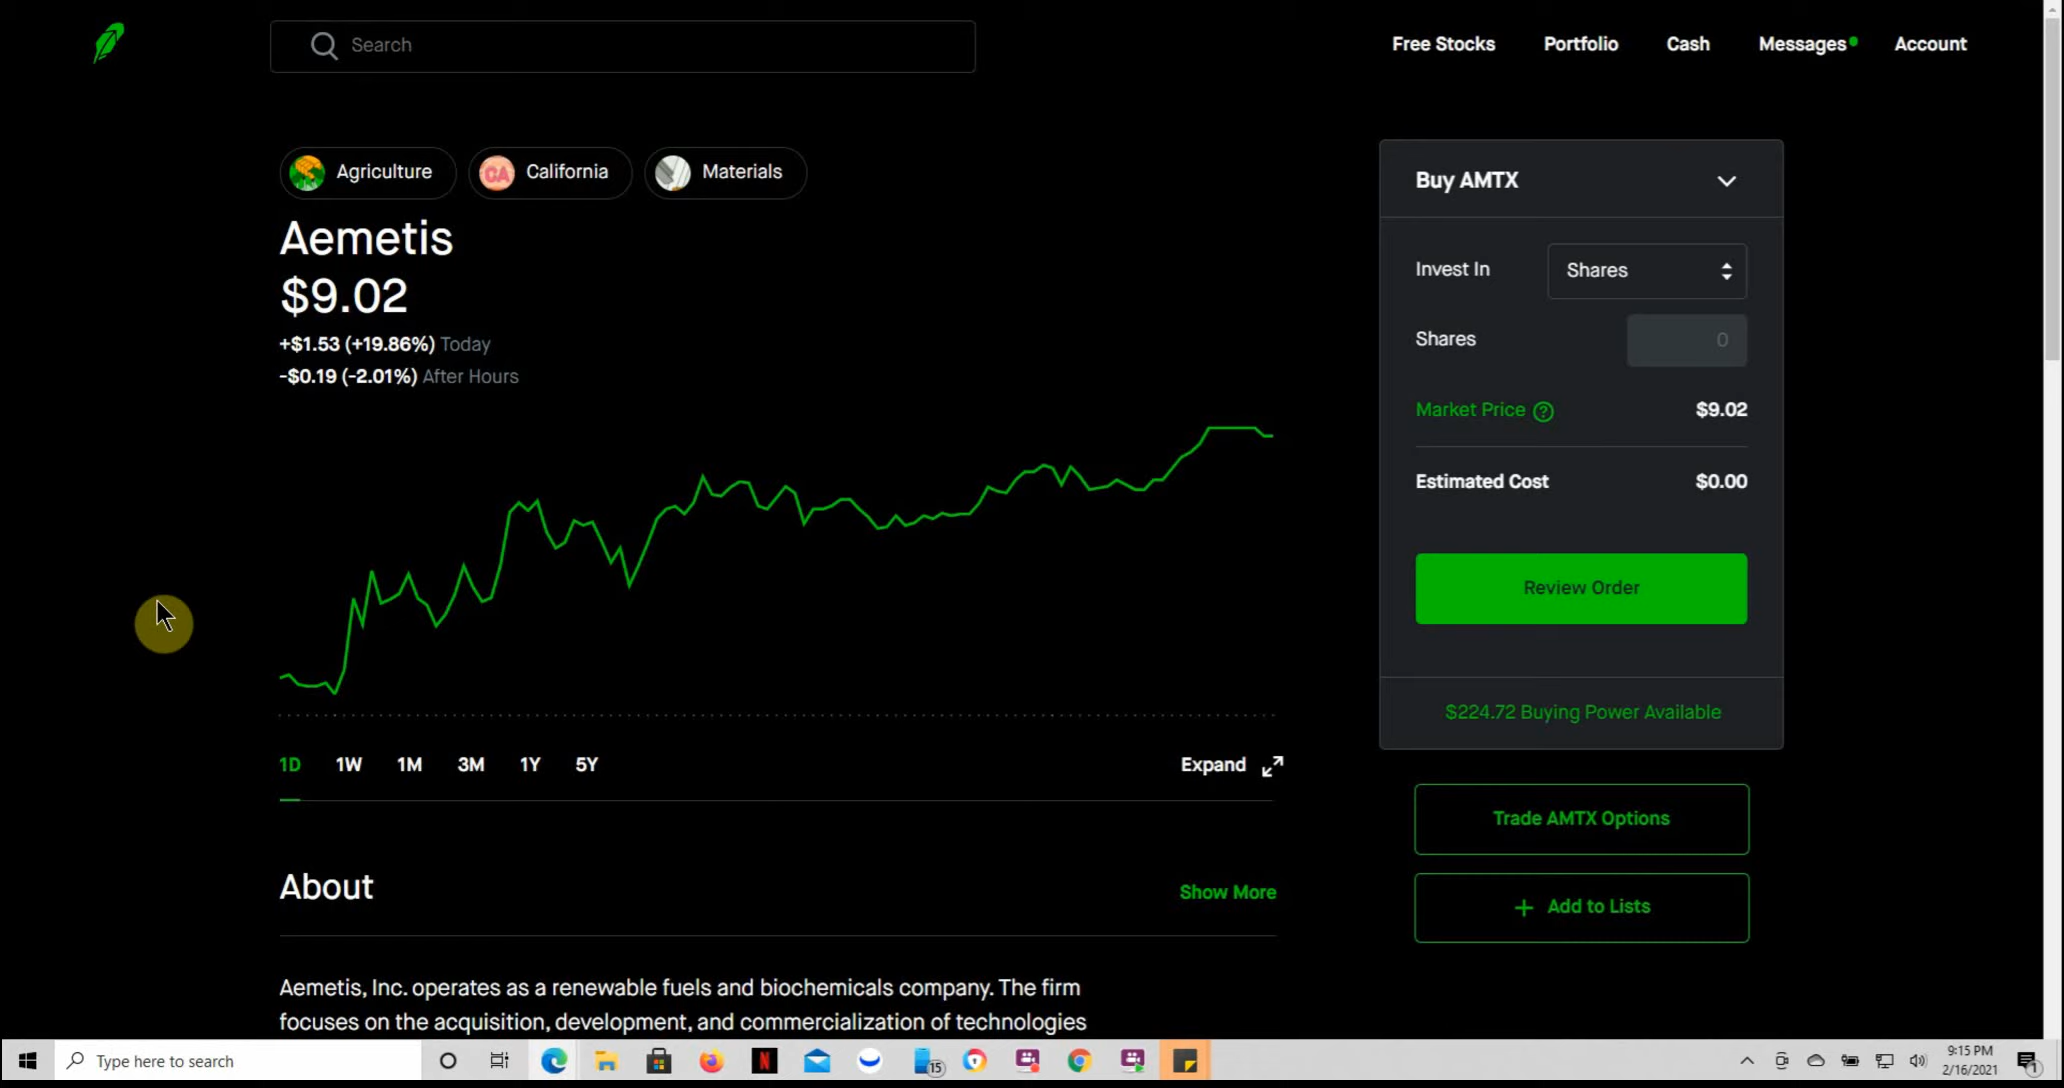 Search
Free Stocks
Portfolio
Cash
Messages
Account
Agriculture
CA
California
Materials
Aemetis
$9.02
+$1.53 (+19.86%) Today
-$0.19 (-2.01%) After Hours
1D
1W
1M
3M
1Y
5Y
Expand
About
Show More
Aemetis, Inc. operates as a renewable fuels and biochemicals company. The firm
focuses on the acquisition, development, and commercialization of technologies
Buy AMTX
Invest In
Shares
Shares
0
Market Price ?
$9.02
Estimated Cost
$0.00
Review Order
$224.72 Buying Power Available
Trade AMTX Options
+ Add to Lists
Type here to search
N
15
9:15 PM
2/16/2021
1